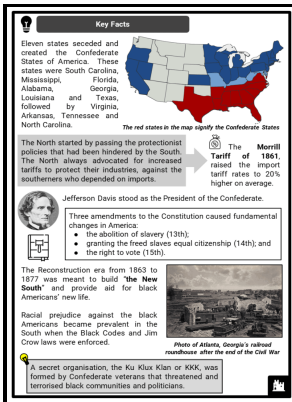 Key Facts
Eleven states seceded and
created the Confederate
States of America. These
states were South Carolina,
Mississippi, Florida,
Alabama, Georgia,
Louisiana and Texas,
followed by Virginia,
Arkansas, Tennessee and
North Carolina.
The red states in the map signify the Confederate States
The North started by passing the protectionist
policies that had been hindered by the South.
The North always advocated for increased
tariffs to protect their industries, against the
southerners who depended on imports.
The Morrill
Tariff of 1861,
raised the import
tariff rates to 20%
higher on average.
Jefferson Davis stood as the President of the Confederate.
Three amendments to the Constitution caused fundamental
changes in America:
● the abolition of slavery (13th);
● granting the freed slaves equal citizenship (14th); and
● the right to vote (15th).
The Reconstruction era from 1863 to
1877 was meant to build "the New
South" and provide aid for black
Americans' new life.
Racial prejudice against the black
Americans became prevalent in the
South when the Black Codes and Jim
Crow laws were enforced.
Photo of Atlanta, Georgia's railroad
roundhouse after the end of the Civil War
A secret organisation, the Ku Klux Klan or KKK, was
formed by Confederate veterans that threatened and
terrorised black communities and politicians.